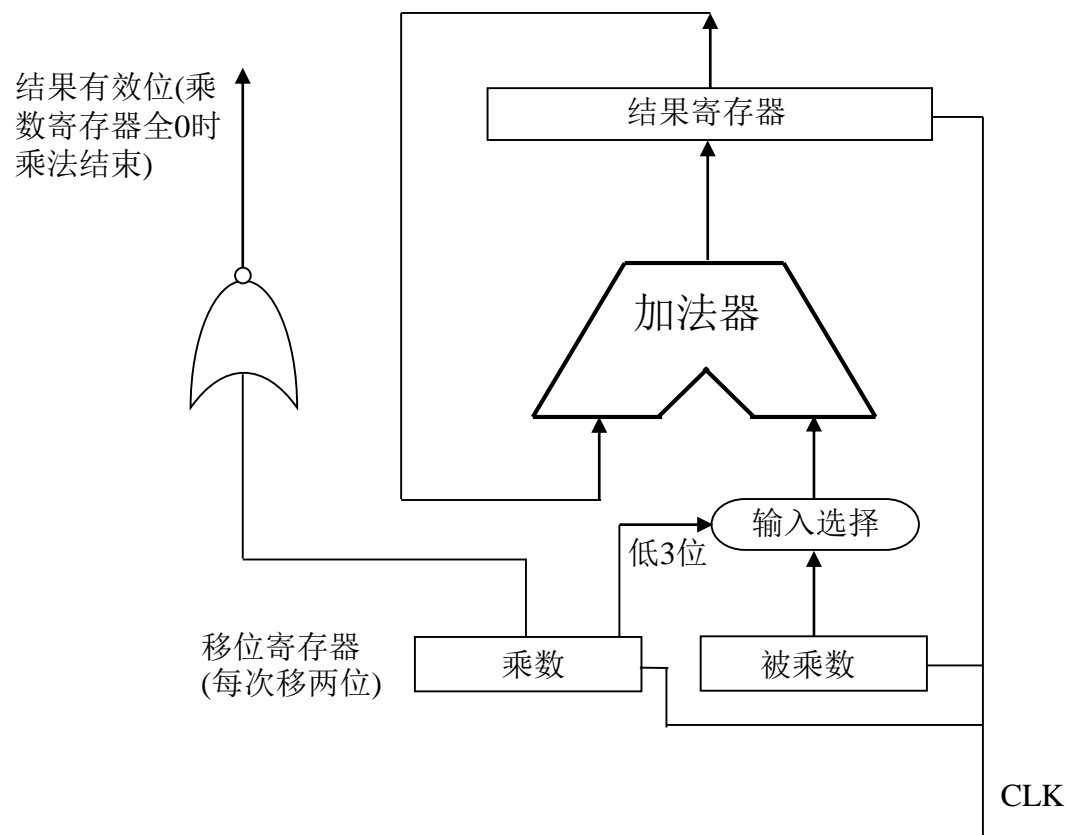 结果有效位(乘
数寄存器全0时
乘法结束)
结果寄存器
加法器
输入选择
低3位
移位寄存器
(每次移两位)
乘数
被乘数
CLK